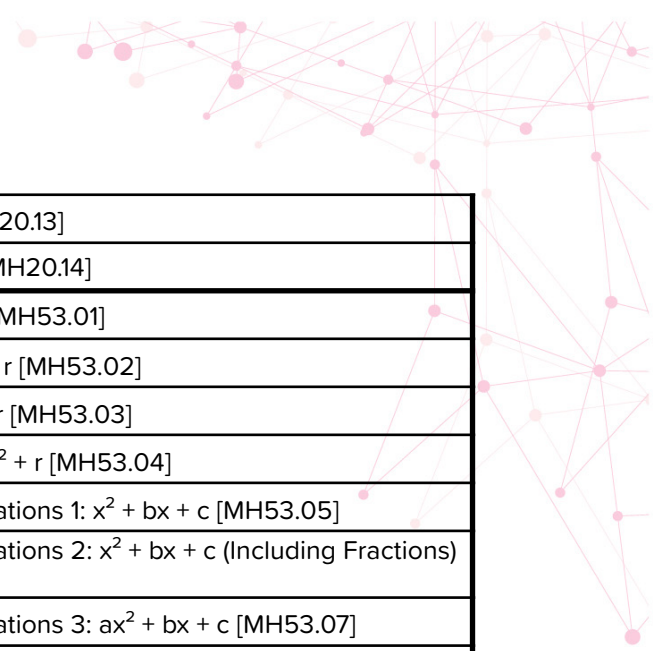 20.13]
MH20.14]
MH53.01]
r [MH53.02]
r [MH53.03]
² + r [MH53.04]
ations 1: x² + bx + c [MH53.05]
ations 2: x² + bx + c (Including Fractions)
ations 3: ax² + bx + c [MH53.07]